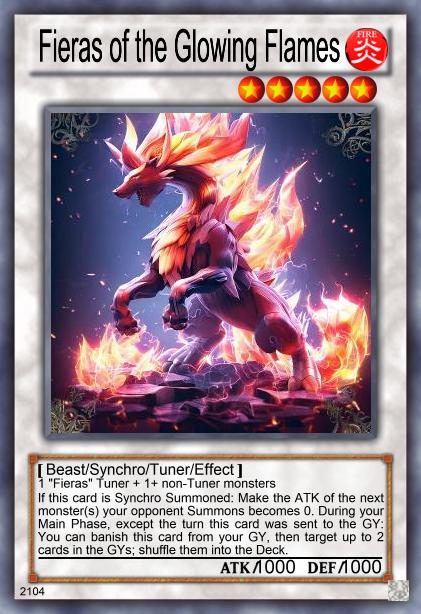 Fieras of the Glowing Flames
FIRE
炎
[ Beast/Synchro/Tuner/Effect ]
1 "Fieras" Tuner + 1+ non-Tuner monsters
If this card is Synchro Summoned: Make the ATK of the next
monster(s) your opponent Summons becomes 0. During your
Main Phase, except the turn this card was sent to the GY:
You can banish this card from your GY, then target up to 2
cards in the GYs; shuffle them into the Deck.
ATK/1000 DEF/1000
2104